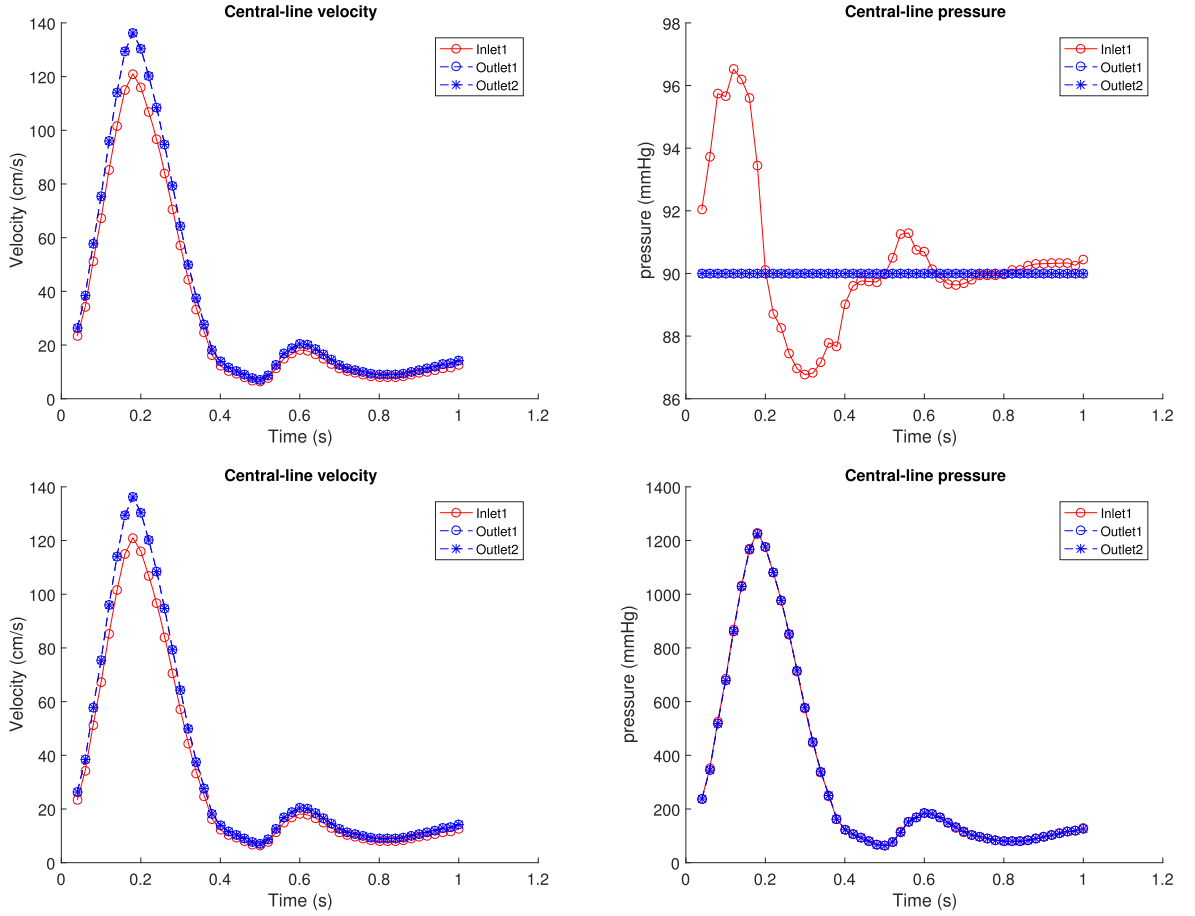 Central-line velocity
140
120
100
80
60
40
20
0
Velocity (cm/s)
0 0.2 0.4 0.6 0.8 1 1.2
Time (s)
Inlet1
Outlet1
Outlet2
Central-line pressure
98
96
94
92
90
88
86
pressure (mmHg)
0 0.2 0.4 0.6 0.8 1 1.2
Time (s)
Inlet1
Outlet1
Outlet2
Central-line velocity
140
120
100
80
60
40
20
0
Velocity (cm/s)
0 0.2 0.4 0.6 0.8 1 1.2
Time (s)
Inlet1
Outlet1
Outlet2
Central-line pressure
1400
1200
1000
800
600
400
200
0
pressure (mmHg)
0 0.2 0.4 0.6 0.8 1 1.2
Time (s)
Inlet1
Outlet1
Outlet2